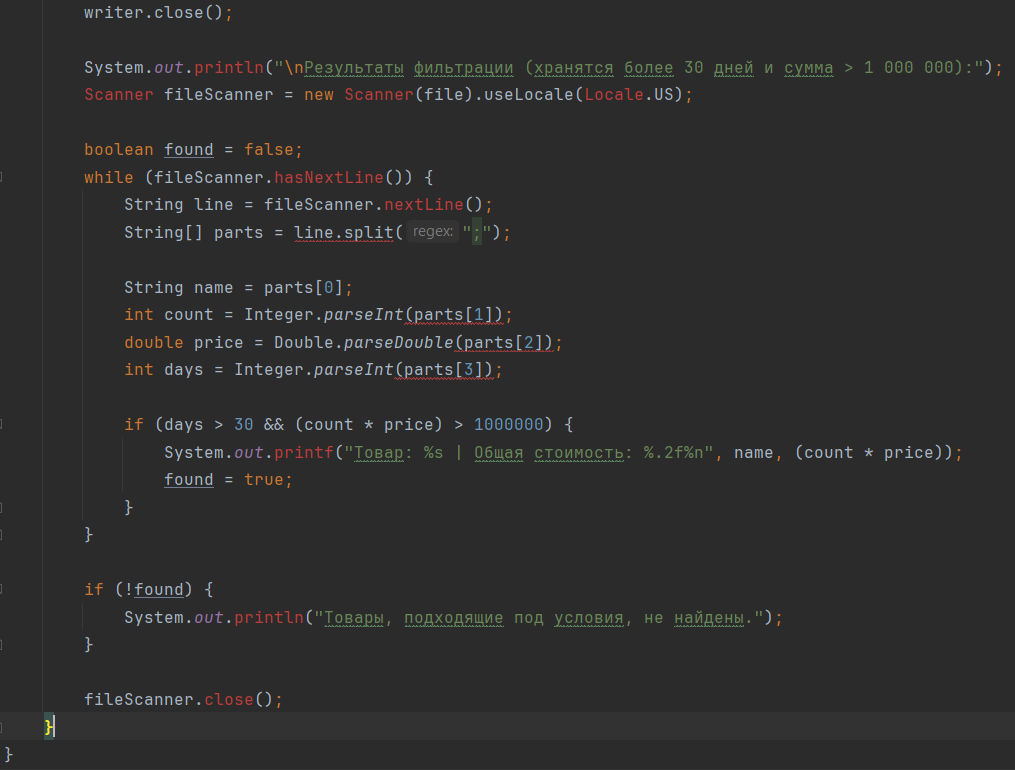 writer.close();
System.out.println("\nРезультаты фильтрации (хранятся более 30 дней и сумма > 1 000 000):");
Scanner fileScanner = new Scanner(file).useLocale(Locale.US);
boolean found = false;
while (fileScanner.hasNextLine()) {
String line = fileScanner.nextLine();
String[] parts = line.split( regex: ";");
String name = parts[0];
int count = Integer.parseInt(parts[1]);
double price = Double.parseDouble(parts[2]);
int days = Integer.parseInt(parts[3]);
if (days > 30 && (count * price) > 1000000) {
System.out.printf("Товар: %s | Общая стоимость: %.2f%n", name, (count * price));
found = true;
}
}
if (!found) {
System.out.println("Товары, подходящие под условия, не найдены.");
}
fileScanner.close();
}
}